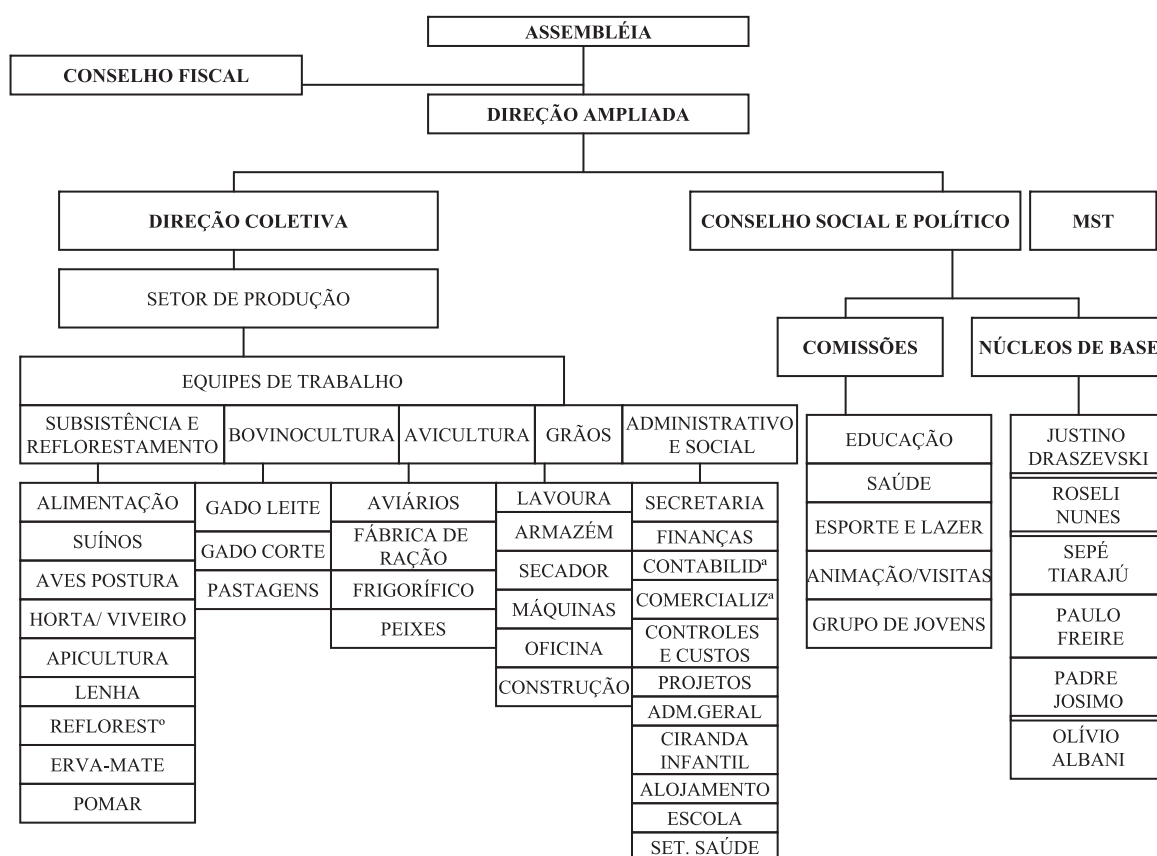 ASSEMBLÉIA
CONSELHO FISCAL
DIREÇÃO AMPLIADA
DIREÇÃO COLETIVA
CONSELHO SOCIAL E POLÍTICO
MST
SETOR DE PRODUÇÃO
COMISSÕES
NÚCLEOS DE BASE
EQUIPES DE TRABALHO
SUBSISTÊNCIA E
REFLORESTAMENTO
BOVINOCULTURA
AVICULTURA
GRÃOS
ADMINISTRATIVO
E SOCIAL
ALIMENTAÇÃO
SUÍNOS
AVES POSTURA
HORTA/ VIVEIRO
APICULTURA
LENHA
REFLORESTº
ERVA-MATE
POMAR
GADO LEITE
GADO CORTE
PASTAGENS
AVIÁRIOS
FÁBRICA DE
RAÇÃO
FRIGORÍFICO
PEIXES
LAVOURA
ARMAZÉM
SECADOR
MÁQUINAS
OFICINA
CONSTRUÇÃO
SECRETARIA
FINANÇAS
CONTABILIDª
COMERCIALIZª
CONTROLES
E CUSTOS
PROJETOS
ADM.GERAL
CIRANDA
INFANTIL
ALOJAMENTO
ESCOLA
SET. SAÚDE
EDUCAÇÃO
SAÚDE
ESPORTE E LAZER
ANIMAÇÃO/VISITAS
GRUPO DE JOVENS
JUSTINO
DRASZEVSKI
ROSELI
NUNES
SEPÉ
TIARAJÚ
PAULO
FREIRE
PADRE
JOSIMO
OLÍVIO
ALBANI